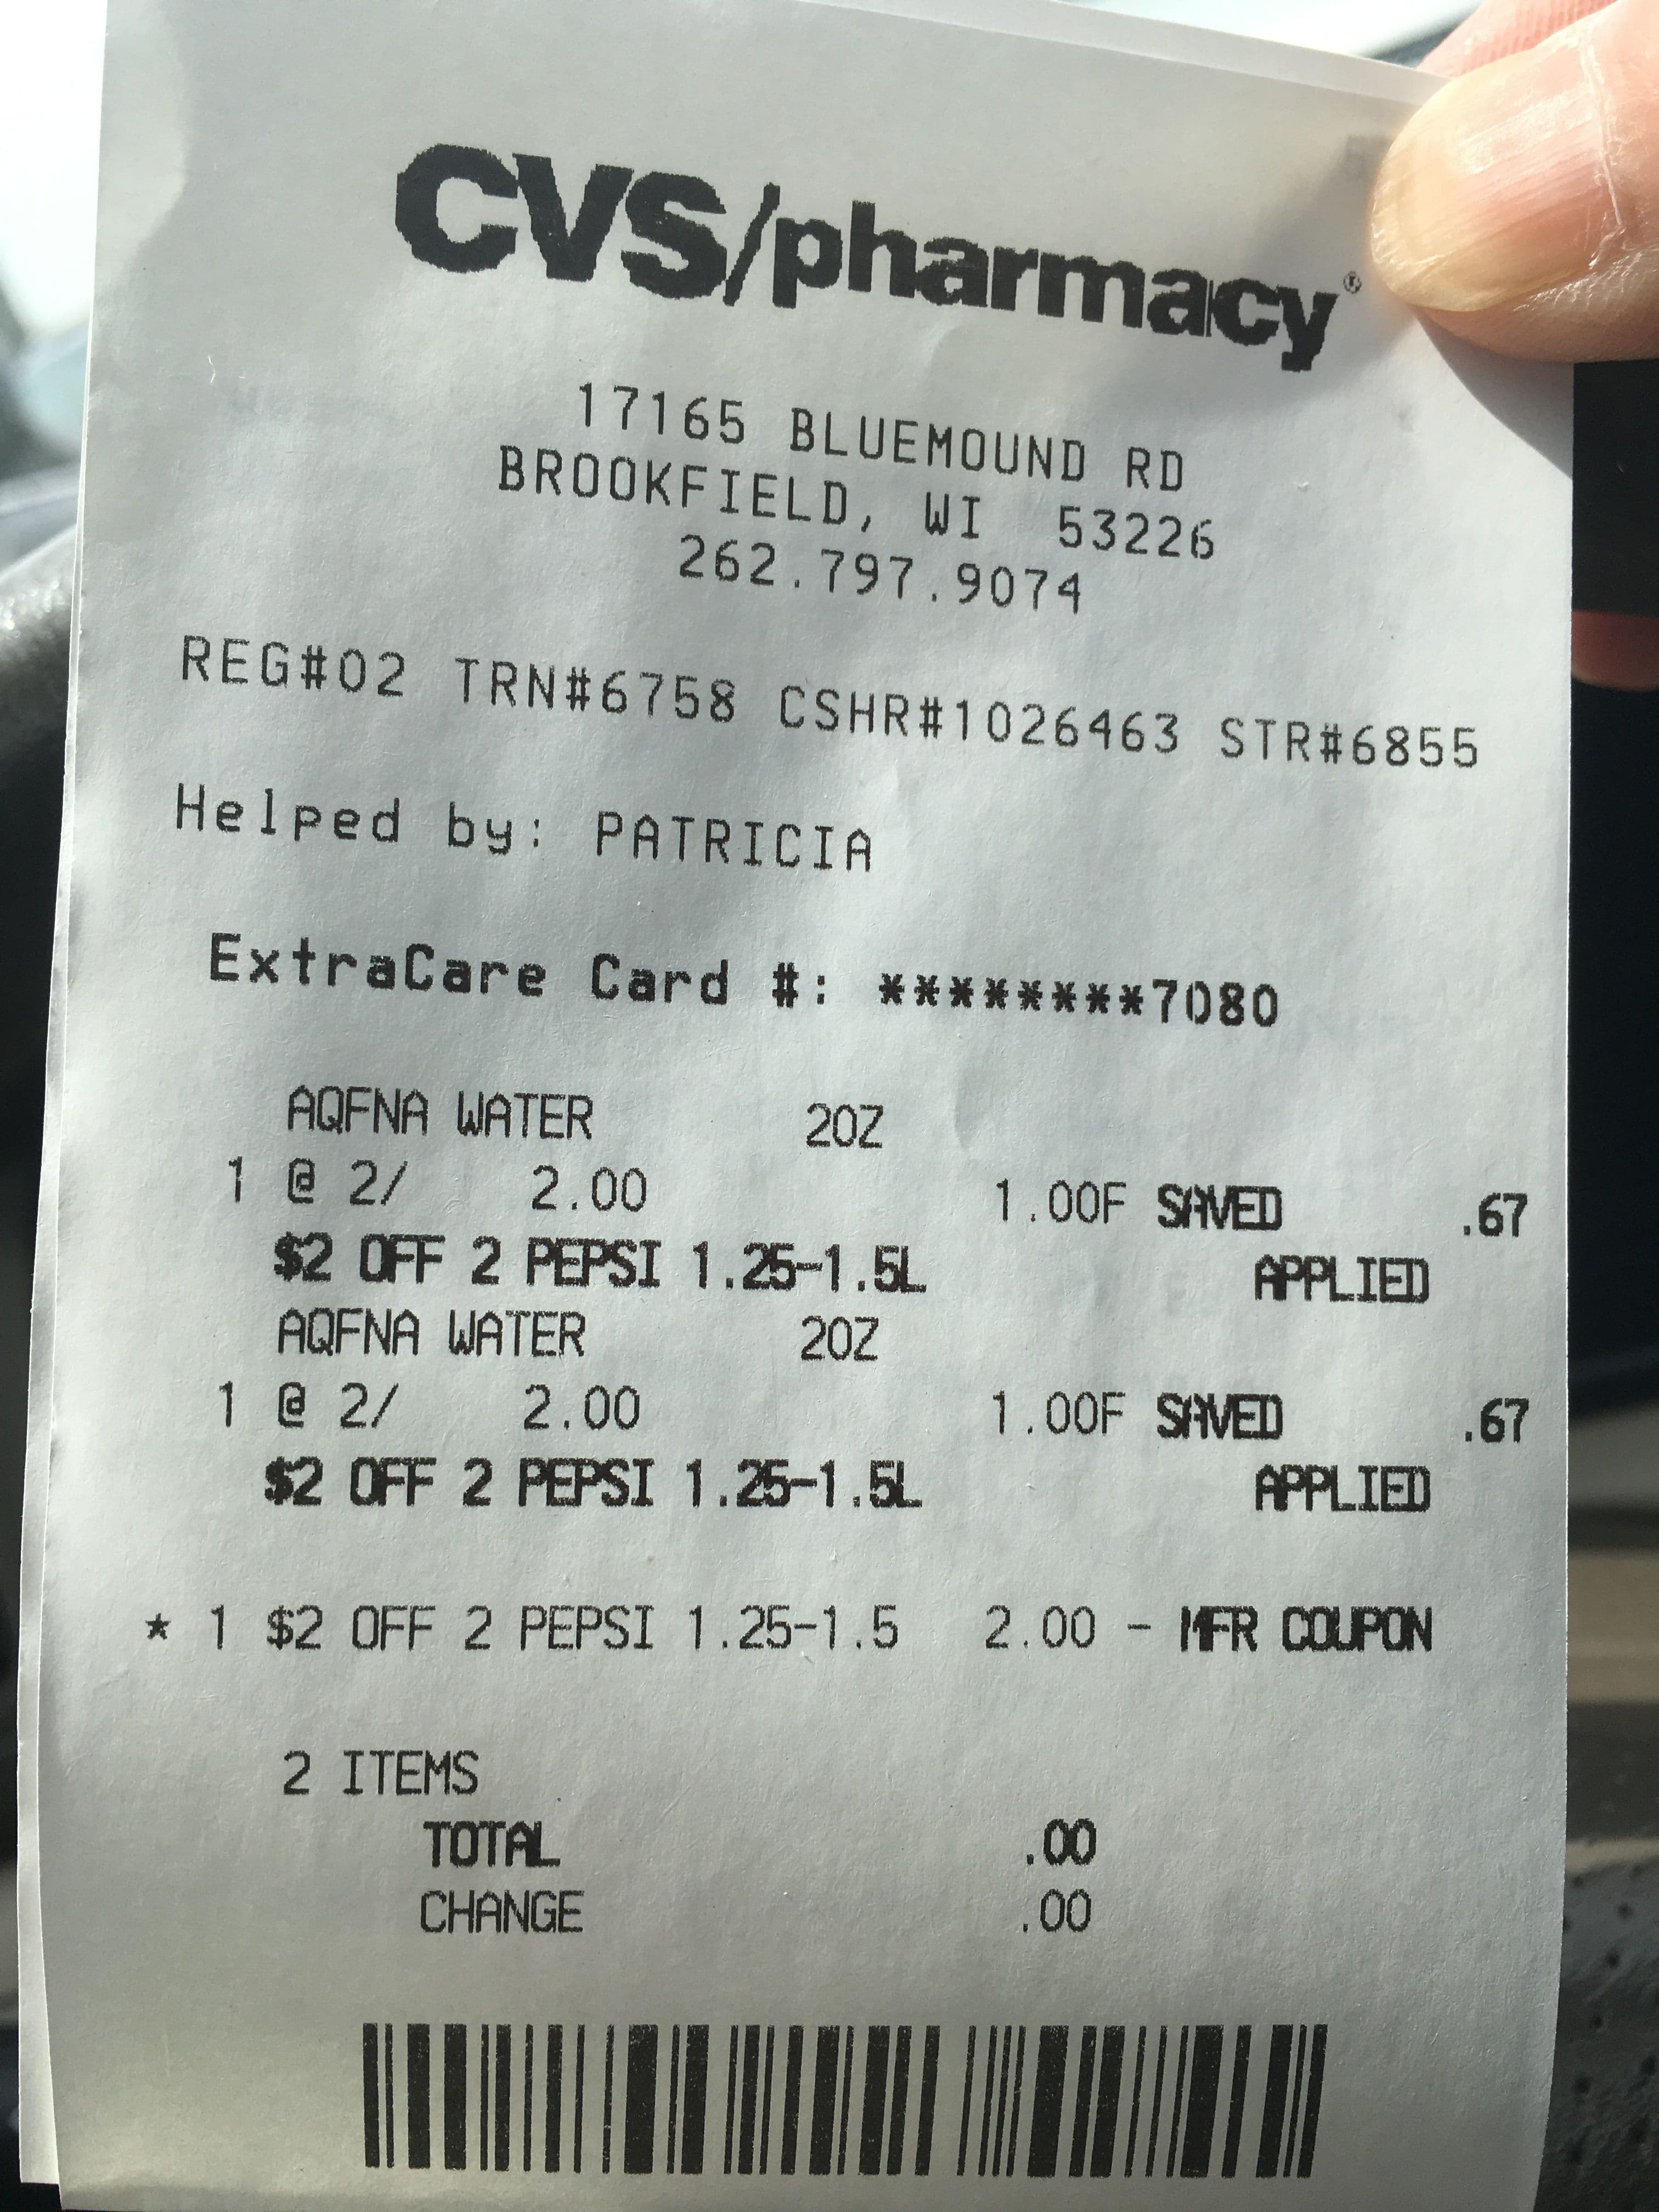 CVS/pharmacy®
17165 BLUEMOUND RD
BROOKFIELD, WI 53226
262.797.9074
REG#02 TRN#6758 CSHR#1026463 STR#6855
Helped by: PATRICIA
ExtraCare Card #: ********7080
AQFNA WATER 20Z
1 @ 2/ 2.00 1.00F SAVED .67
$2 OFF 2 PEPSI 1.25-1.5L APPLIED
AQFNA WATER 20Z
1 @ 2/ 2.00 1.00F SAVED .67
$2 OFF 2 PEPSI 1.25-1.5L APPLIED
* 1 $2 OFF 2 PEPSI 1.25-1.5 2.00 - MFR COUPON
2 ITEMS
TOTAL .00
CHANGE .00